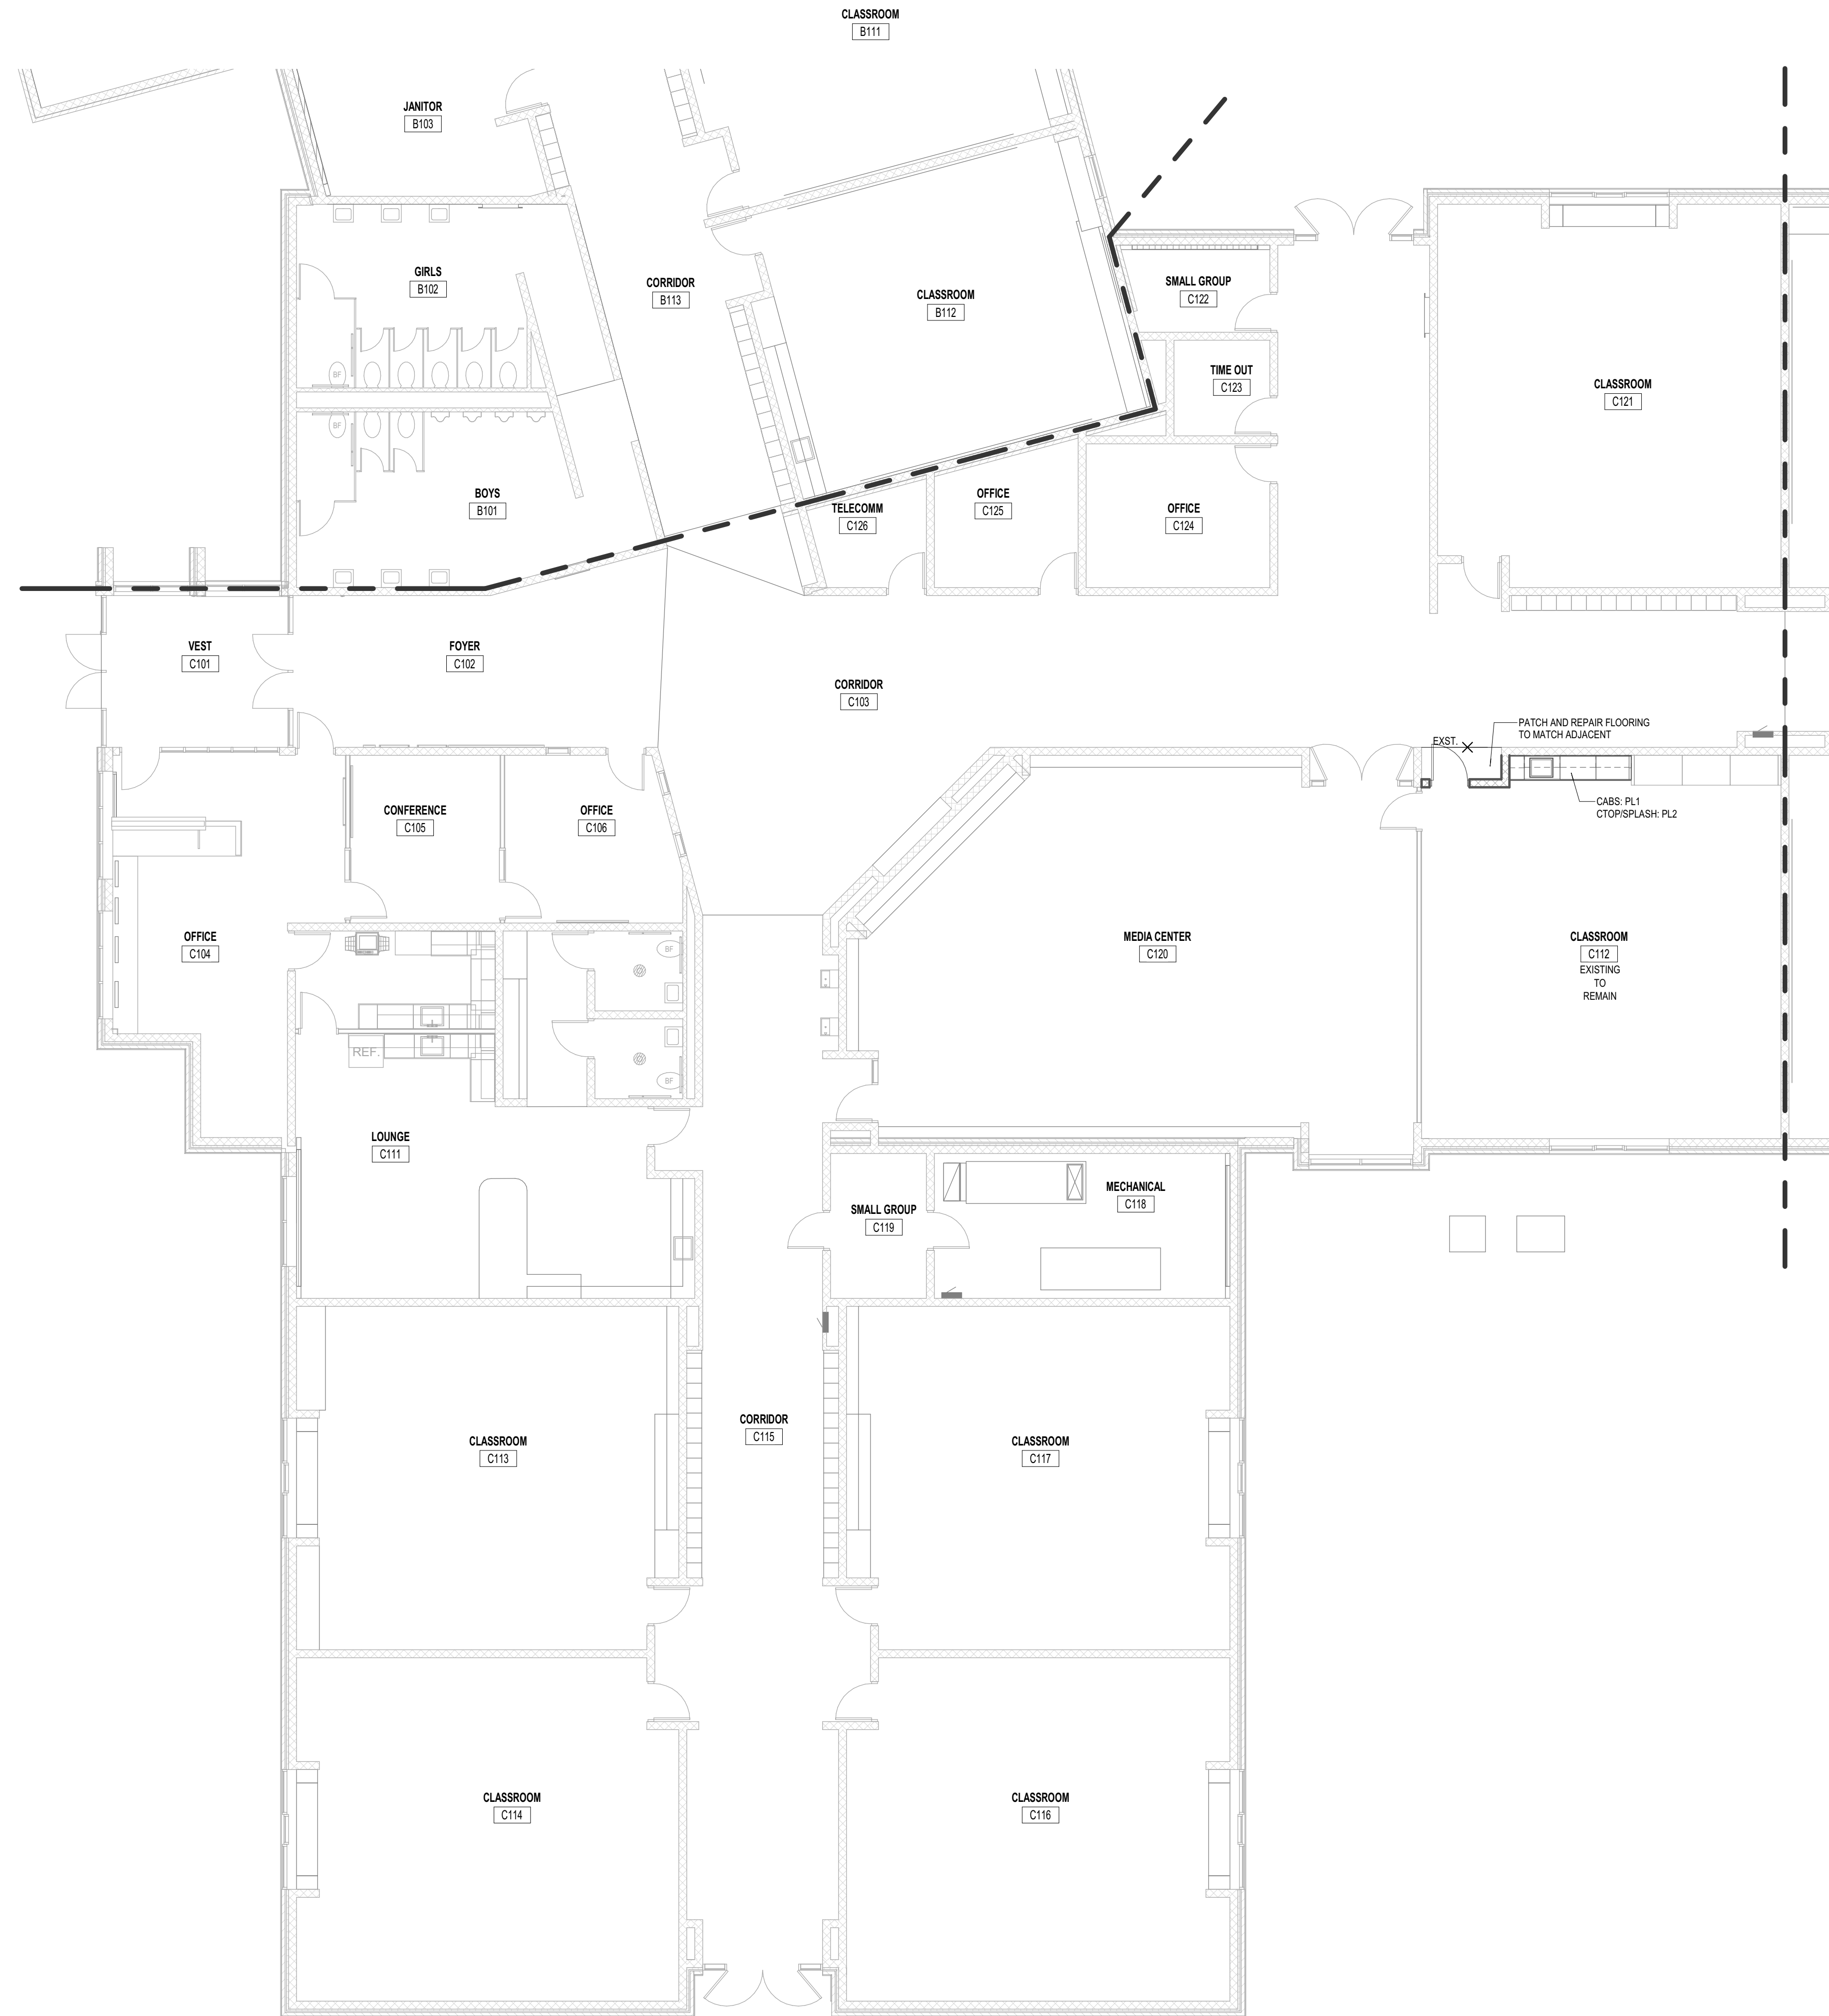 CLASSROOM
B111
JANITOR
B103
GIRLS
B102
CORRIDOR
B113
CLASSROOM
B112
SMALL GROUP
C122
TIME OUT
C123
CLASSROOM
C121
BF
BF
BOYS
B101
TELECOMM
C126
OFFICE
C125
OFFICE
C124
VEST
C101
FOYER
C102
CORRIDOR
C103
PATCH AND REPAIR FLOORING
TO MATCH ADJACENT
EXST.
CABS: PL1
CTOP/SPLASH: PL2
CONFERENCE
C105
OFFICE
C106
OFFICE
C104
BF
MEDIA CENTER
C120
CLASSROOM
C112
EXISTING
TO
REMAIN
REF.
BF
LOUNGE
C111
SMALL GROUP
C119
MECHANICAL
C118
CLASSROOM
C113
CORRIDOR
C115
CLASSROOM
C117
CLASSROOM
C114
CLASSROOM
C116